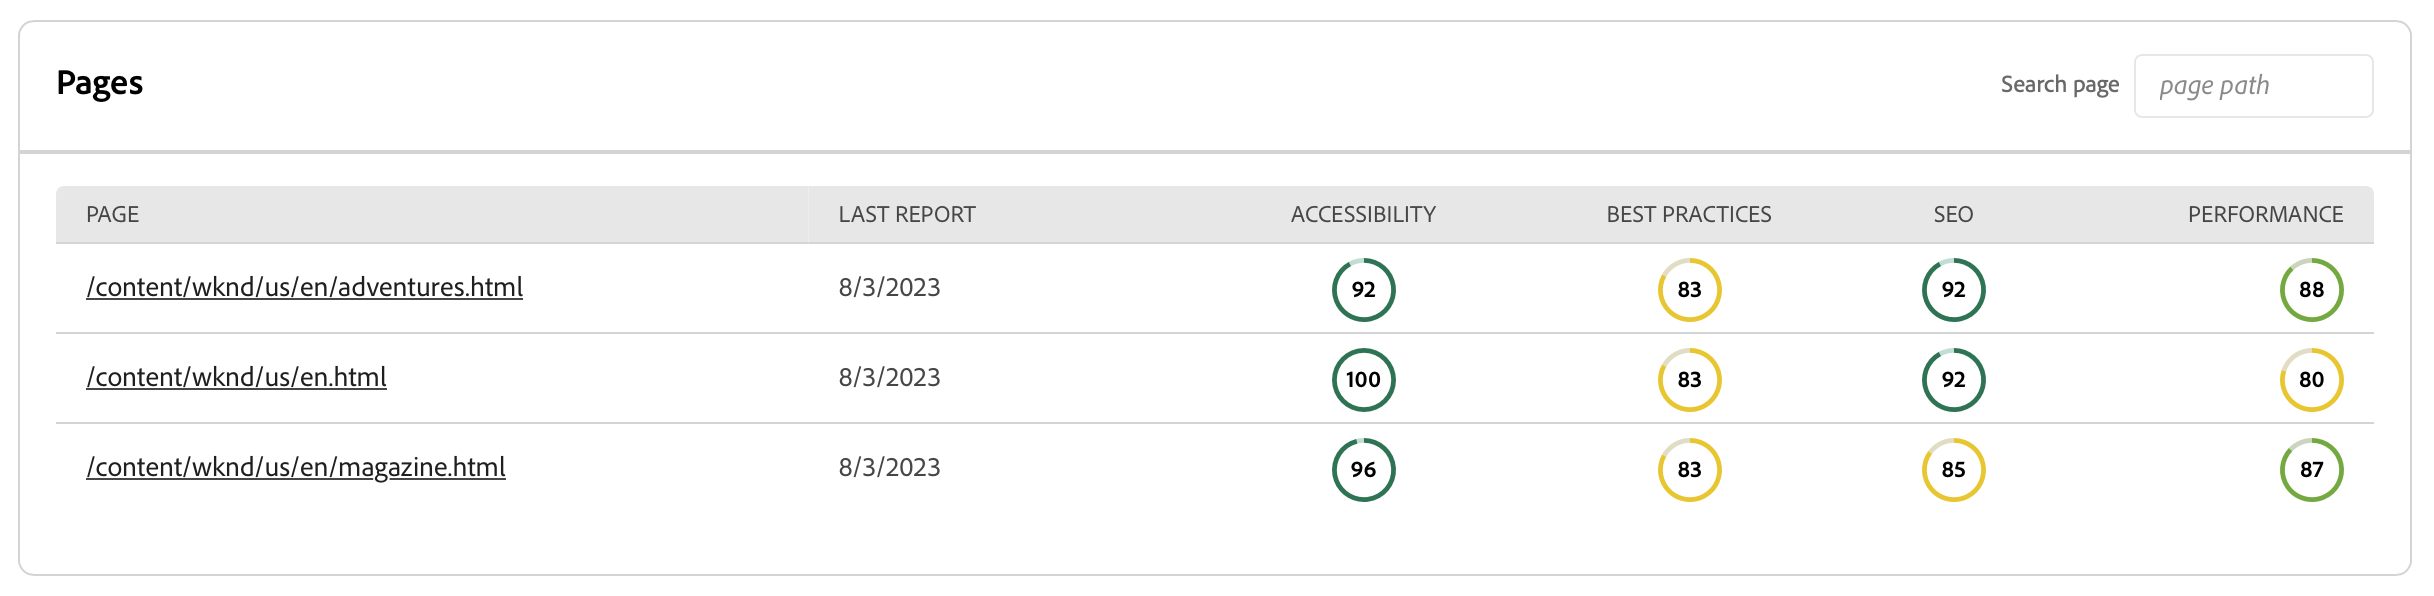 Pages
Search page page path
PAGE LAST REPORT ACCESSIBILITY BEST PRACTICES SEO PERFORMANCE
/content/wknd/us/en/adventures.html 8/3/2023 92 83 92 88
/content/wknd/us/en.html 8/3/2023 100 83 92 80
/content/wknd/us/en/magazine.html 8/3/2023 96 83 85 87